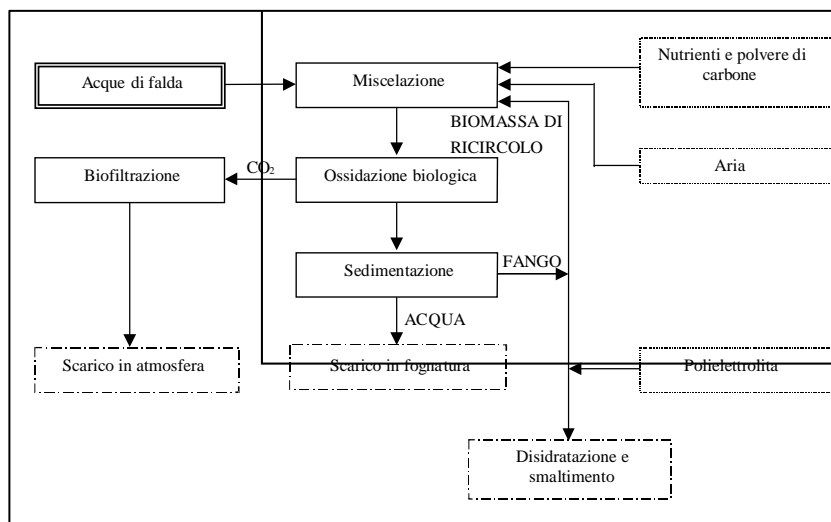 Acque di falda
Miscelazione
Nutrienti e polvere di
carbone
BIOMASSA DI
RICIRCOLO
Aria
Biofiltrazione
CO₂
Ossidazione biologica
Sedimentazione
FANGO
ACQUA
Scarico in atmosfera
Scarico in fognatura
Polielettrolita
Disidratazione e
smaltimento